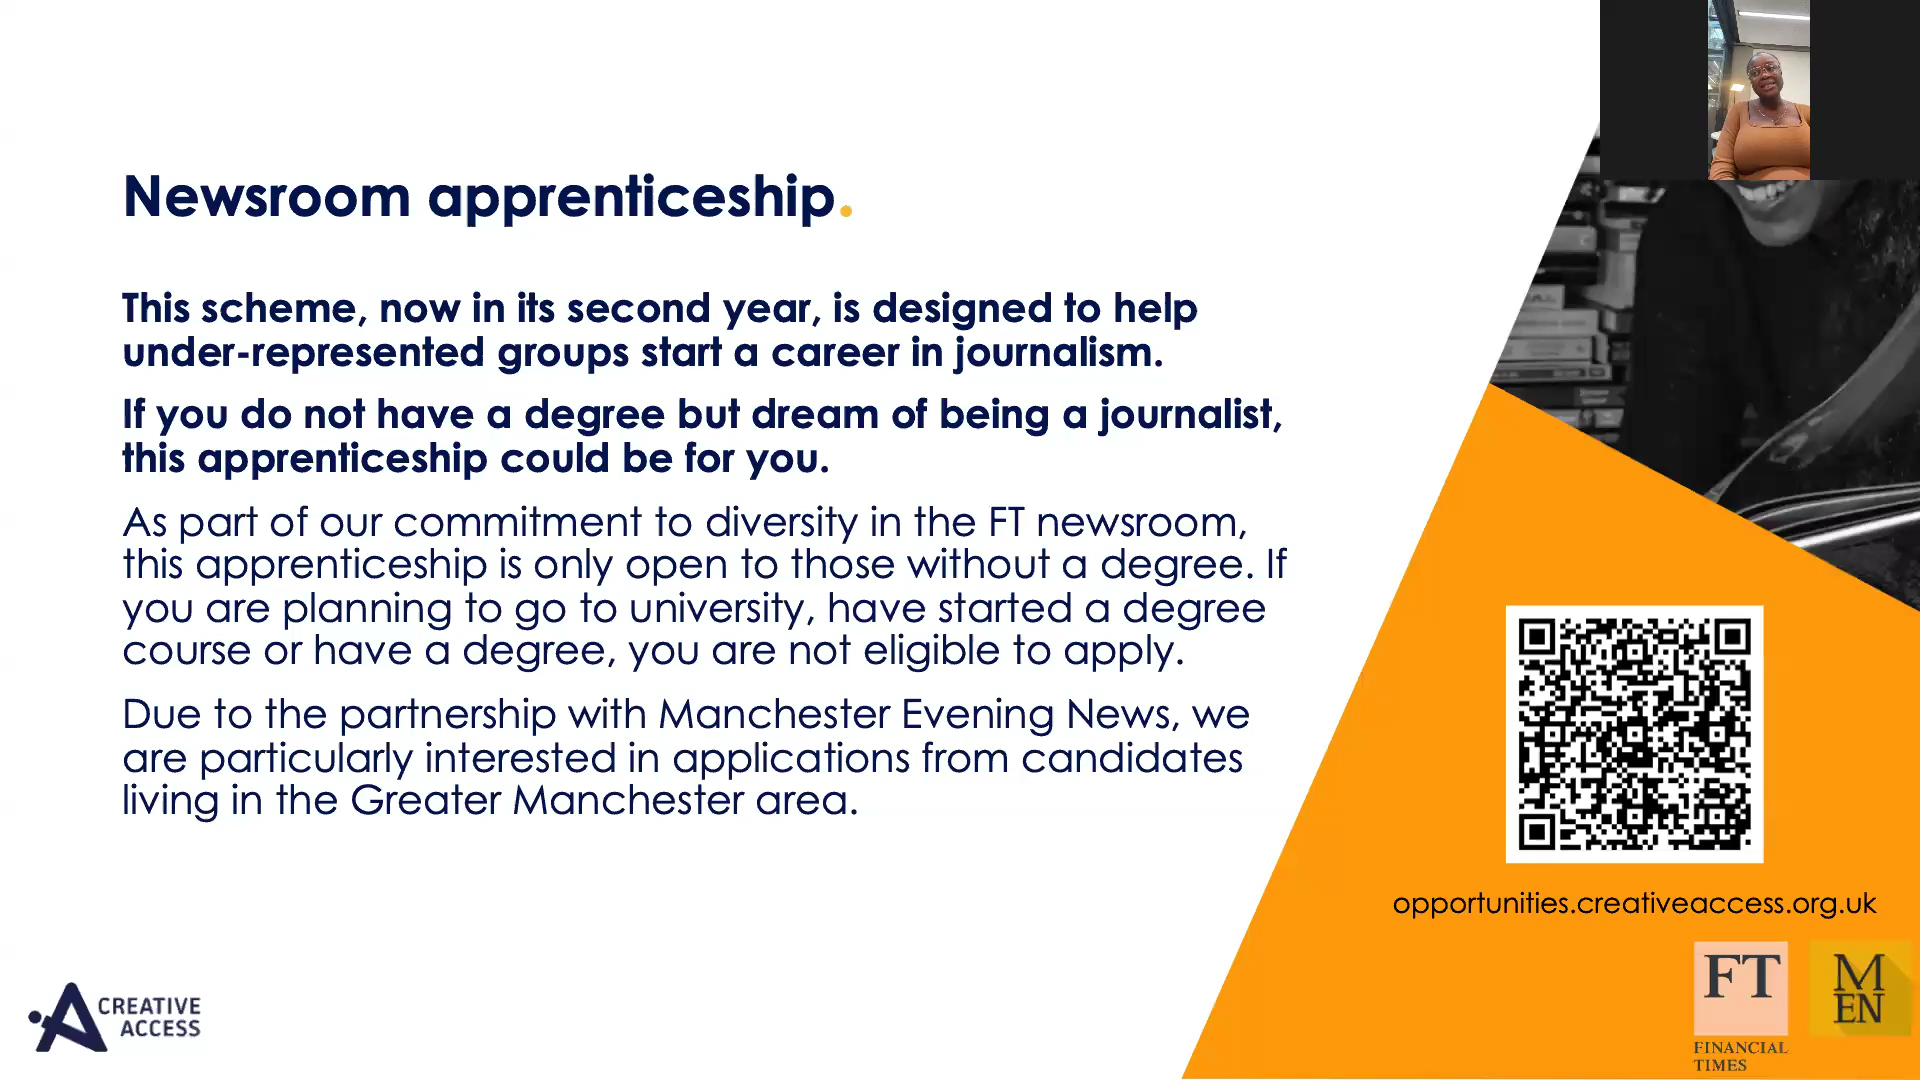 Newsroom apprenticeship.
This scheme, now in its second year, is designed to help
under-represented groups start a career in journalism.
If you do not have a degree but dream of being a journalist,
this apprenticeship could be for you.
As part of our commitment to diversity in the FT newsroom,
this apprenticeship is only open to those without a degree. If
you are planning to go to university, have started a degree
course or have a degree, you are not eligible to apply.
Due to the partnership with Manchester Evening News, we
are particularly interested in applications from candidates
living in the Greater Manchester area.
opportunities.creativeaccess.org.uk
CREATIVE
ACCESS
FT
FINANCIAL
TIMES
M
EN